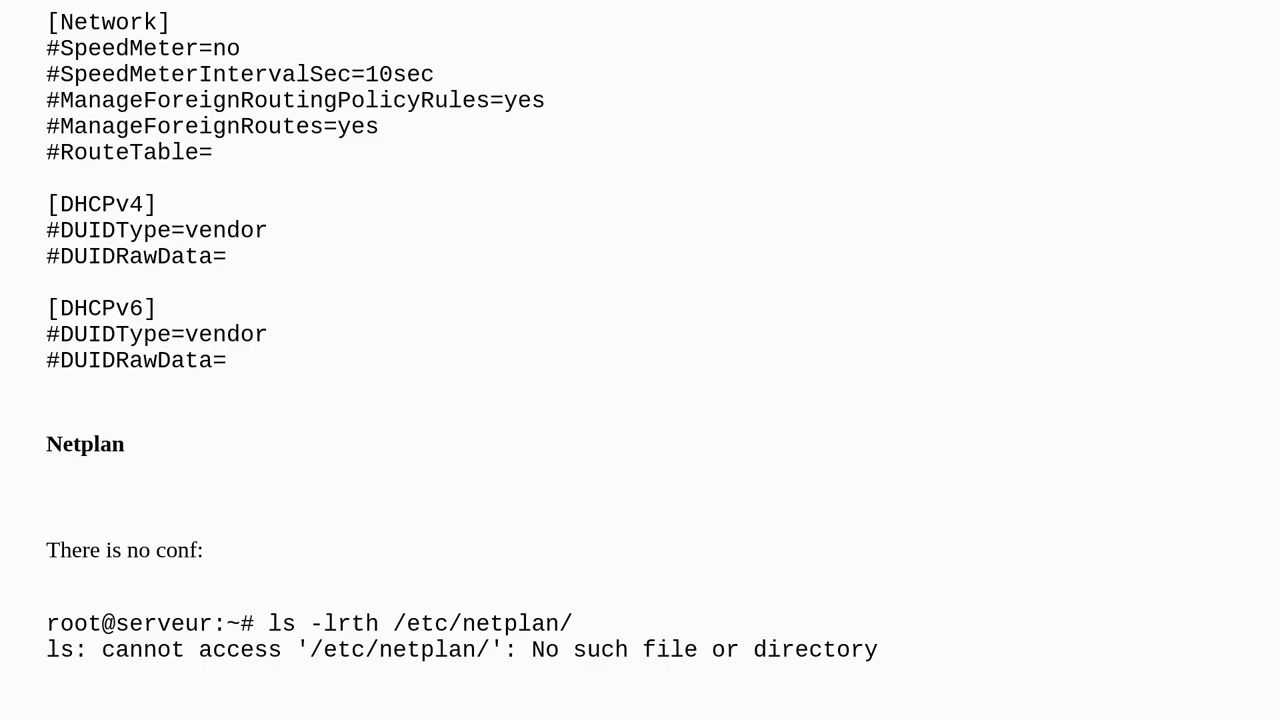 [Network]
#SpeedMeter=no
#SpeedMeterIntervalSec=10sec
#ManageForeignRoutingPolicyRules=yes
#ManageForeignRoutes=yes
#RouteTable=

[DHCPv4]
#DUIDType=vendor
#DUIDRawData=

[DHCPv6]
#DUIDType=vendor
#DUIDRawData=

Netplan

There is no conf:

root@serveur:~# ls -lrth /etc/netplan/
ls: cannot access '/etc/netplan/': No such file or directory